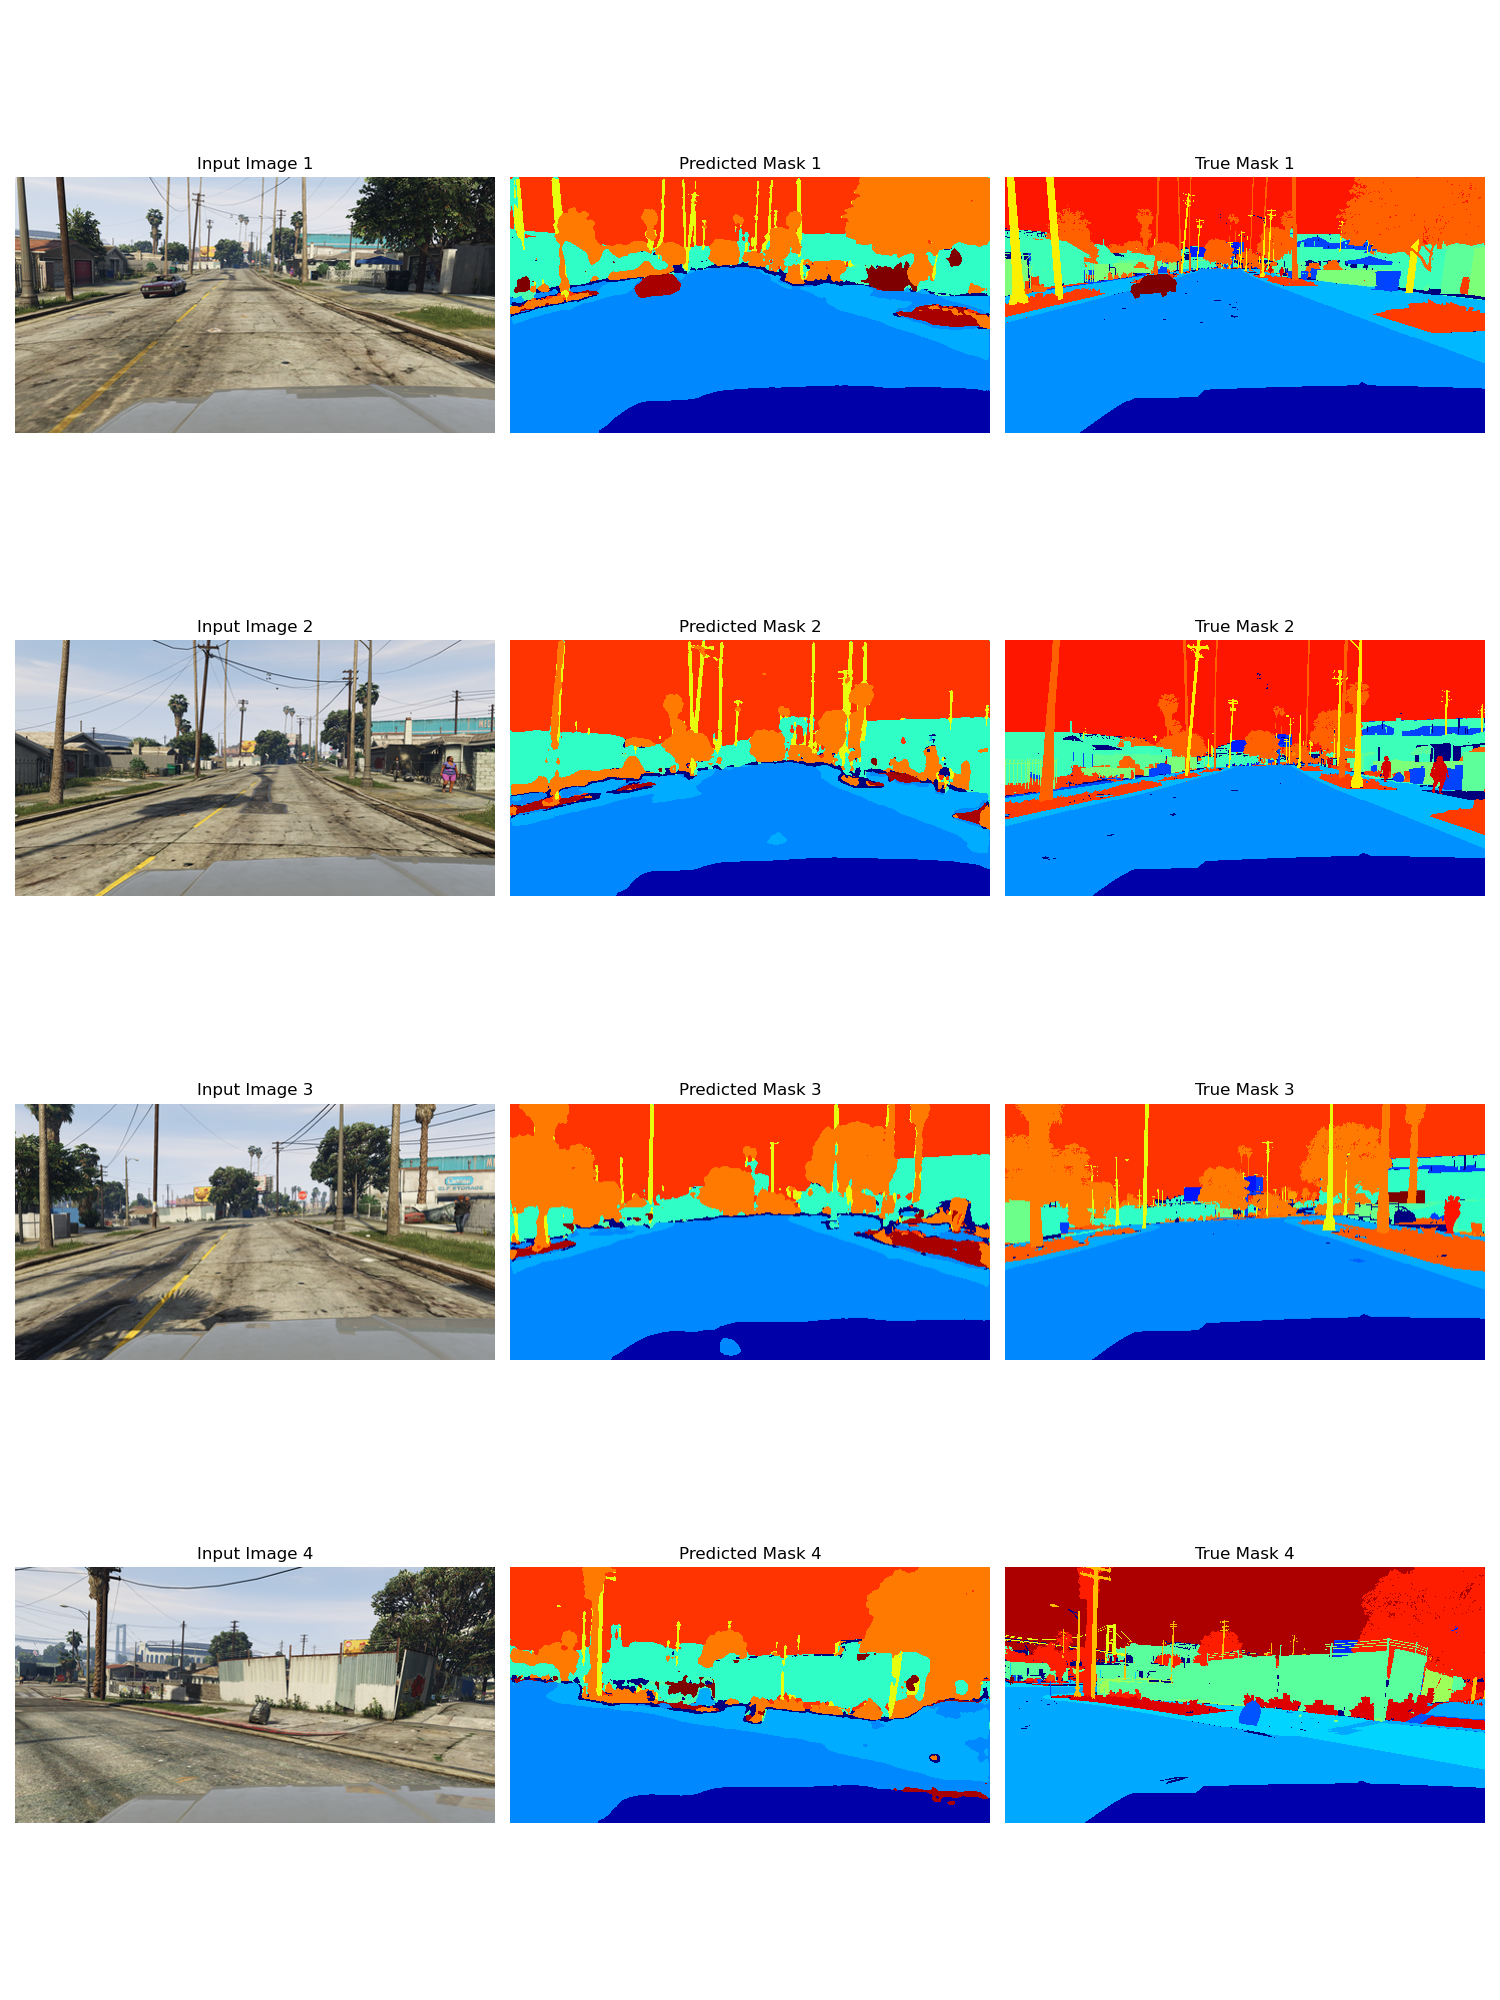 Input Image 1
Predicted Mask 1
True Mask 1
Input Image 2
Predicted Mask 2
True Mask 2
Input Image 3
Predicted Mask 3
True Mask 3
Input Image 4
Predicted Mask 4
True Mask 4